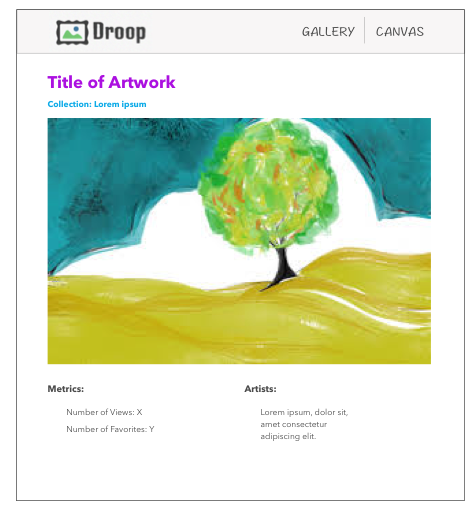 Droop
GALLERY
CANVAS
Title of Artwork
Collection: Lorem ipsum
Metrics:
Number of Views: X
Number of Favorites: Y
Artists:
Lorem ipsum, dolor sit,
amet consectetur
adipiscing elit.